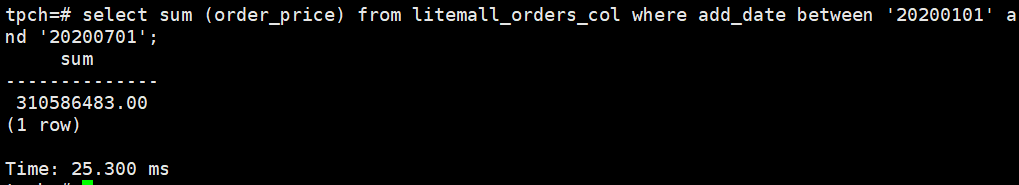 tpch=# select sum (order_price) from litemall_orders_col where add_date between '20200101' a
nd '20200701';
     sum
--------------
 310586483.00
(1 row)

Time: 25.300 ms